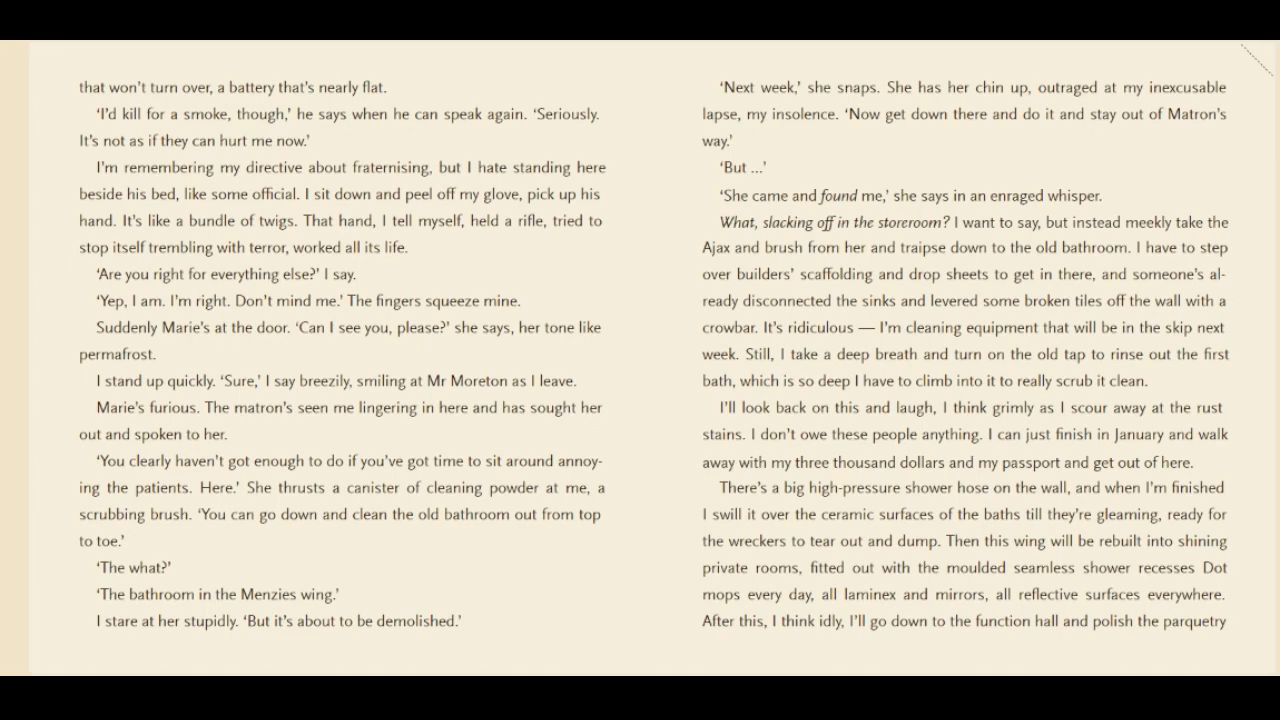 that won't turn over, a battery that's nearly flat.
‘I'd kill for a smoke, though,’ he says when he can speak again. ‘Seriously.
It's not as if they can hurt me now.’
I'm remembering my directive about fraternising, but I hate standing here
beside his bed, like some official. I sit down and peel off my glove, pick up his
hand. It's like a bundle of twigs. That hand, I tell myself, held a rifle, tried to
stop itself trembling with terror, worked all its life.
‘Are you right for everything else?’ I say.
‘Yep, I am. I'm right. Don't mind me.’ The fingers squeeze mine.
Suddenly Marie's at the door. ‘Can I see you, please?’ she says, her tone like
permafrost.
I stand up quickly. ‘Sure,’ I say breezily, smiling at Mr Moreton as I leave.
Marie's furious. The matron's seen me lingering in here and has sought her
out and spoken to her.
‘You clearly haven't got enough to do if you've got time to sit around annoy-
ing the patients. Here.’ She thrusts a canister of cleaning powder at me, a
scrubbing brush. ‘You can go down and clean the old bathroom out from top
to toe.’
‘The what?’
‘The bathroom in the Menzies wing.’
I stare at her stupidly. ‘But it's about to be demolished.’
‘Next week,’ she snaps. She has her chin up, outraged at my inexcusable
lapse, my insolence. ‘Now get down there and do it and stay out of Matron's
way.’
‘But ...’
‘She came and found me,’ she says in an enraged whisper.
What, slacking off in the storeroom? I want to say, but instead meekly take the
Ajax and brush from her and traipse down to the old bathroom. I have to step
over builders’ scaffolding and drop sheets to get in there, and someone's al-
ready disconnected the sinks and levered some broken tiles off the wall with a
crowbar. It's ridiculous — I'm cleaning equipment that will be in the skip next
week. Still, I take a deep breath and turn on the old tap to rinse out the first
bath, which is so deep I have to climb into it to really scrub it clean.
I'll look back on this and laugh, I think grimly as I scour away at the rust
stains. I don't owe these people anything. I can just finish in January and walk
away with my three thousand dollars and my passport and get out of here.
There's a big high-pressure shower hose on the wall, and when I'm finished
I swill it over the ceramic surfaces of the baths till they're gleaming, ready for
the wreckers to tear out and dump. Then this wing will be rebuilt into shining
private rooms, fitted out with the moulded seamless shower recesses Dot
mops every day, all laminex and mirrors, all reflective surfaces everywhere.
After this, I think idly, I'll go down to the function hall and polish the parquetry